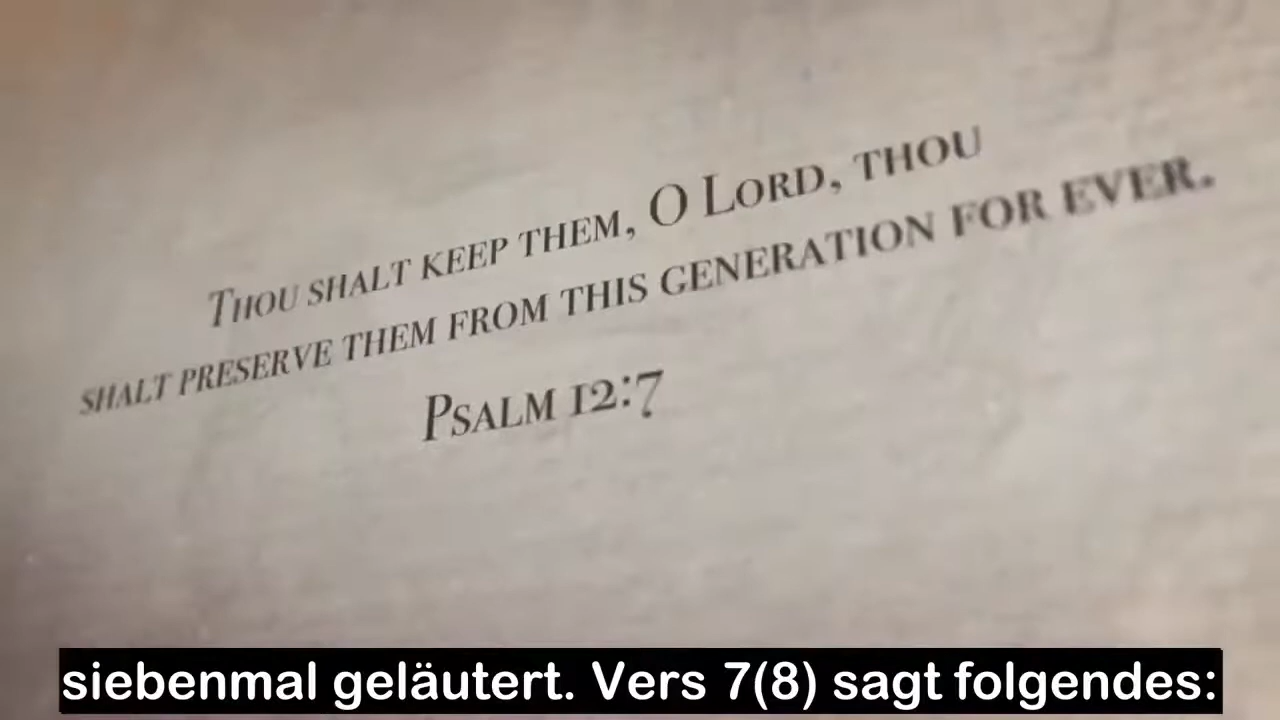 Thou shalt keep them, O Lord, thou
shalt preserve them from this generation for ever.
Psalm 12:7
siebenmal geläutert. Vers 7(8) sagt folgendes: